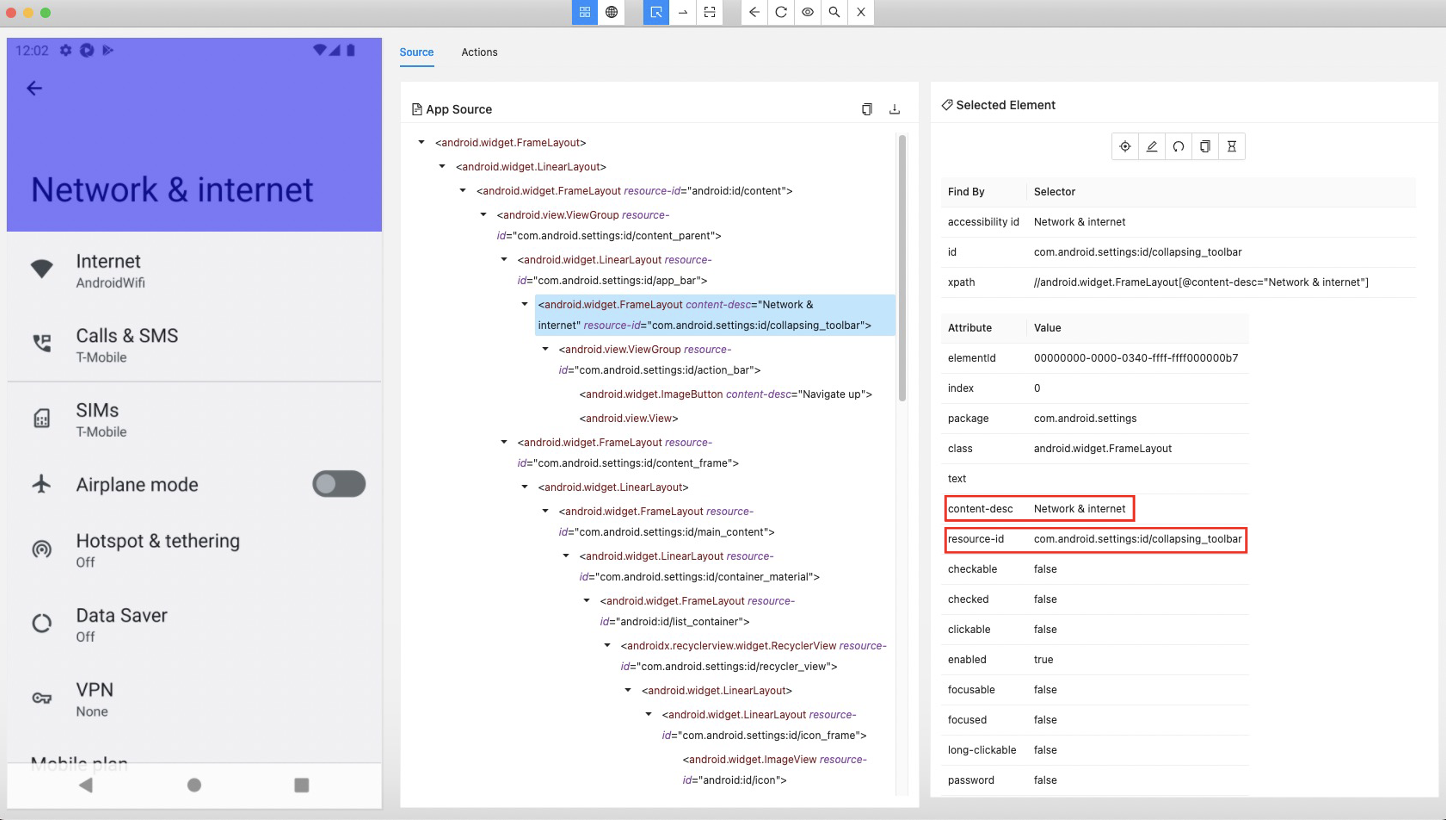 12:02
Network & internet
Internet
AndroidWifi
Calls & SMS
T-Mobile
SIMs
T-Mobile
Airplane mode
Hotspot & tethering
Off
Data Saver
Off
VPN
None
Mobile plan
Source Actions
App Source
<android.widget.FrameLayout>
<android.widget.LinearLayout>
<android.widget.FrameLayout resource-id="android:id/content">
<android.view.ViewGroup resource-
id="com.android.settings:id/content_parent">
<android.widget.LinearLayout resource-
id="com.android.settings:id/app_bar">
<android.widget.FrameLayout content-desc="Network &
internet" resource-id="com.android.settings:id/collapsing_toolbar">
<android.view.ViewGroup resource-
id="com.android.settings:id/action_bar">
<android.widget.ImageButton content-desc="Navigate up">
<android.view.View>
<android.widget.FrameLayout resource-
id="com.android.settings:id/content_frame">
<android.widget.LinearLayout>
<android.widget.FrameLayout resource-
id="com.android.settings:id/main_content">
<android.widget.LinearLayout resource-
id="com.android.settings:id/container_material">
<android.widget.FrameLayout resource-
id="android:id/list_container">
<androidx.recyclerview.widget.RecyclerView resource-
id="com.android.settings:id/recycler_view">
<android.widget.LinearLayout>
<android.widget.LinearLayout resource-
id="com.android.settings:id/icon_frame">
<android.widget.ImageView resource-
id="android:id/icon">
Selected Element
Find By Selector
accessibility id Network & internet
id com.android.settings:id/collapsing_toolbar
xpath //android.widget.FrameLayout[@content-desc="Network & internet"]
Attribute Value
elementId 00000000-0000-0340-ffff-ffff000000b7
index 0
package com.android.settings
class android.widget.FrameLayout
text
content-desc Network & internet
resource-id com.android.settings:id/collapsing_toolbar
checkable false
checked false
clickable false
enabled true
focusable false
focused false
long-clickable false
password false